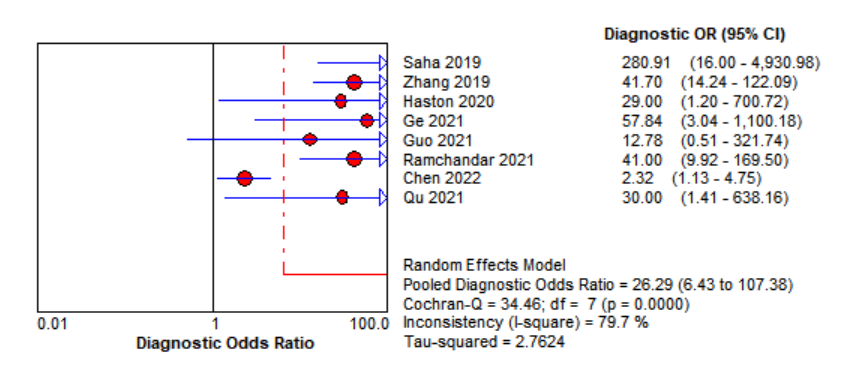 Diagnostic OR (95% CI)
Saha 2019 280.91 (16.00 - 4,930.98)
Zhang 2019 41.70 (14.24 - 122.09)
Haston 2020 29.00 (1.20 - 700.72)
Ge 2021 57.84 (3.04 - 1,100.18)
Guo 2021 12.78 (0.51 - 321.74)
Ramchandar 2021 41.00 (9.92 - 169.50)
Chen 2022 2.32 (1.13 - 4.75)
Qu 2021 30.00 (1.41 - 638.16)
Random Effects Model
Pooled Diagnostic Odds Ratio = 26.29 (6.43 to 107.38)
Cochran-Q = 34.46; df = 7 (p = 0.0000)
Inconsistency (I-square) = 79.7 %
Tau-squared = 2.7624
0.01 1 100.0
Diagnostic Odds Ratio